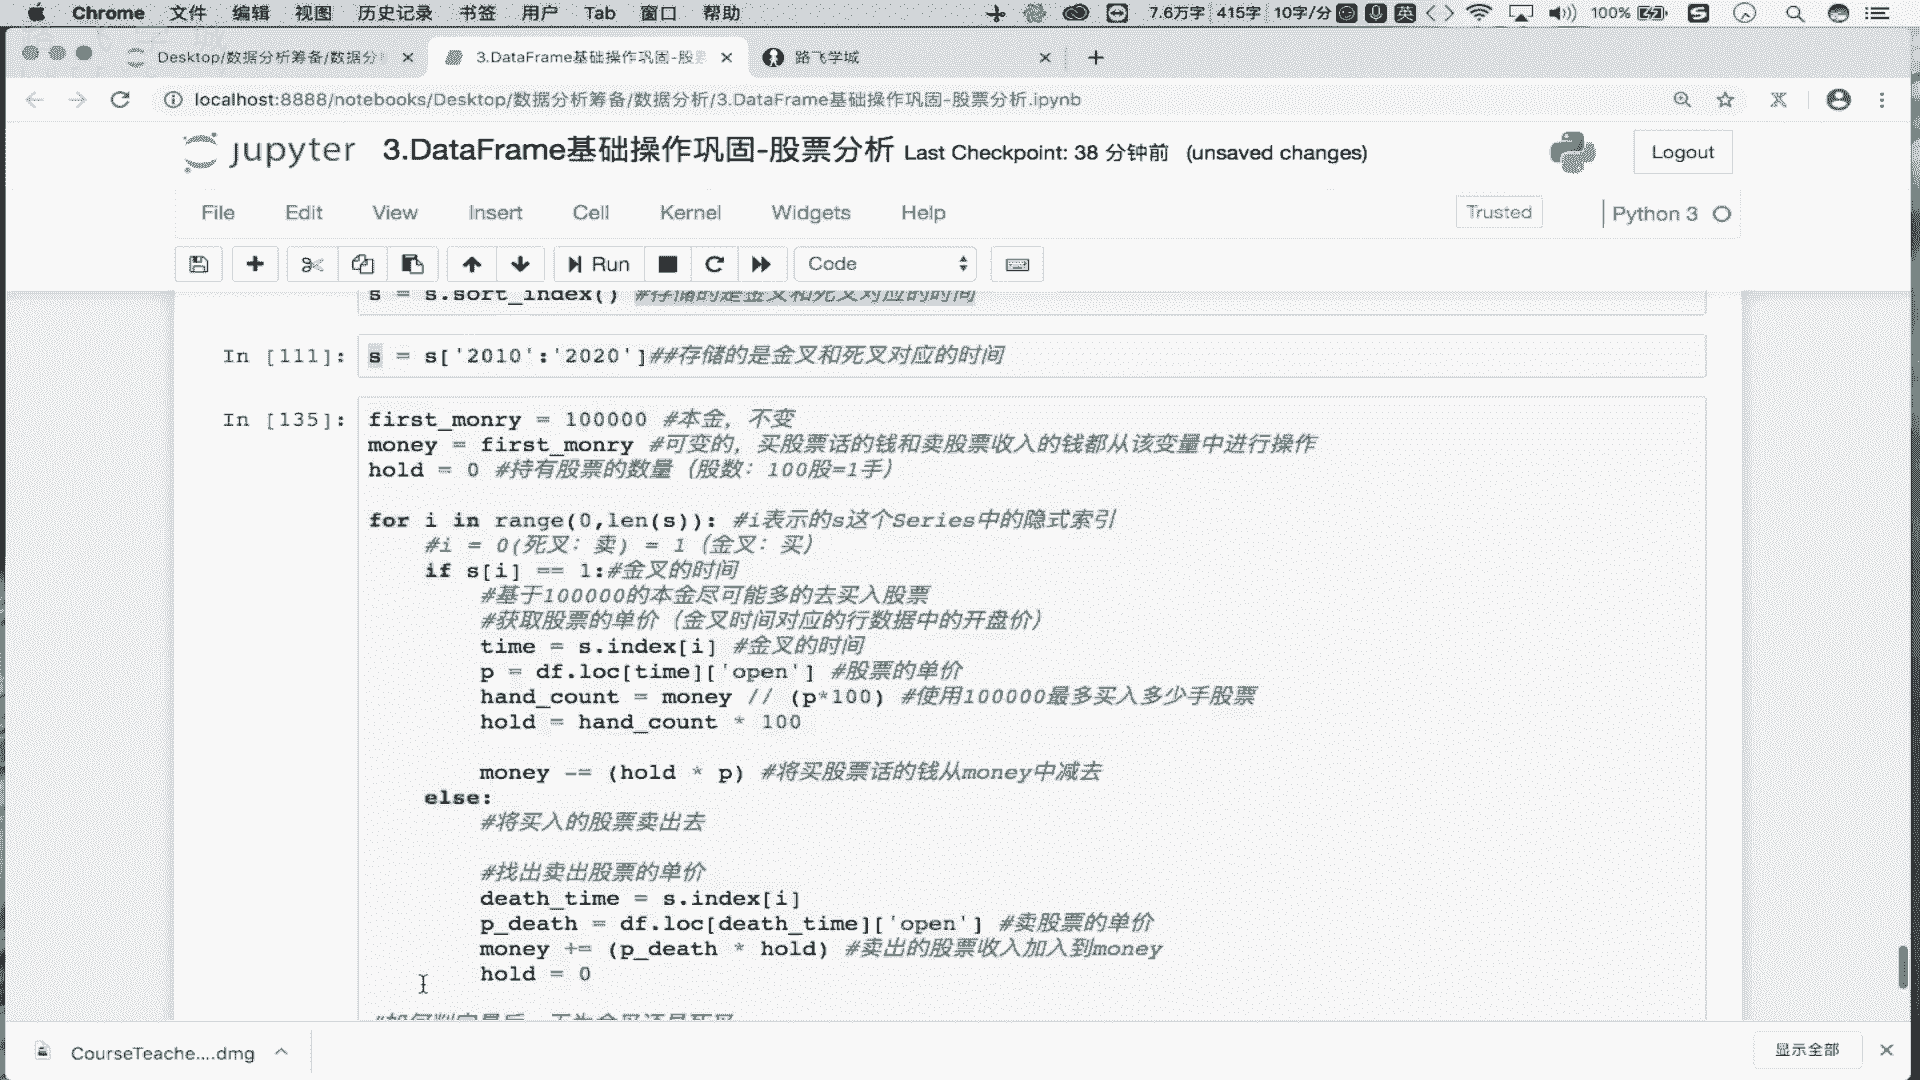 Chrome 文件 编辑 视图 历史记录 书签 用户 Tab 窗口 帮助 7.6万字 415字 10字/分 英 100%
Desktop/数据分析筹备/数据分
3.DataFrame基础操作巩固-股
路飞学城
localhost:8888/notebooks/Desktop/数据分析筹备/数据分析/3.DataFrame基础操作巩固-股票分析.ipynb
jupyter 3.DataFrame基础操作巩固-股票分析 Last Checkpoint: 38 分钟前 (unsaved changes)
Logout
File Edit View Insert Cell Kernel Widgets Help
Trusted Python 3
Run Code
s = s.sort_index() #存储的是金叉和死叉对应的时间
In [111]: s = s['2010':'2020']##存储的是金叉和死叉对应的时间
In [135]: first_monry = 100000 #本金，不变
money = first_monry #可变的，买股票话的钱和卖股票收入的钱都从该变量中进行操作
hold = 0 #持有股票的数量（股数：100股=1手）
for i in range(0,len(s)): #i表示的s这个Series中的隐式索引
#i = 0(死叉：卖) = 1（金叉：买）
if s[i] == 1:#金叉的时间
#基于100000的本金尽可能多的去买入股票
#获取股票的单价（金叉时间对应的行数据中的开盘价）
time = s.index[i] #金叉的时间
p = df.loc[time]['open'] #股票的单价
hand_count = money // (p*100) #使用100000最多买入多少手股票
hold = hand_count * 100
money -= (hold * p) #将买股票话的钱从money中减去
else:
#将买入的股票卖出去
#找出卖出股票的单价
death_time = s.index[i]
p_death = df.loc[death_time]['open'] #卖股票的单价
money += (p_death * hold) #卖出的股票收入加入到money
hold = 0
CourseTeache....dmg
显示全部